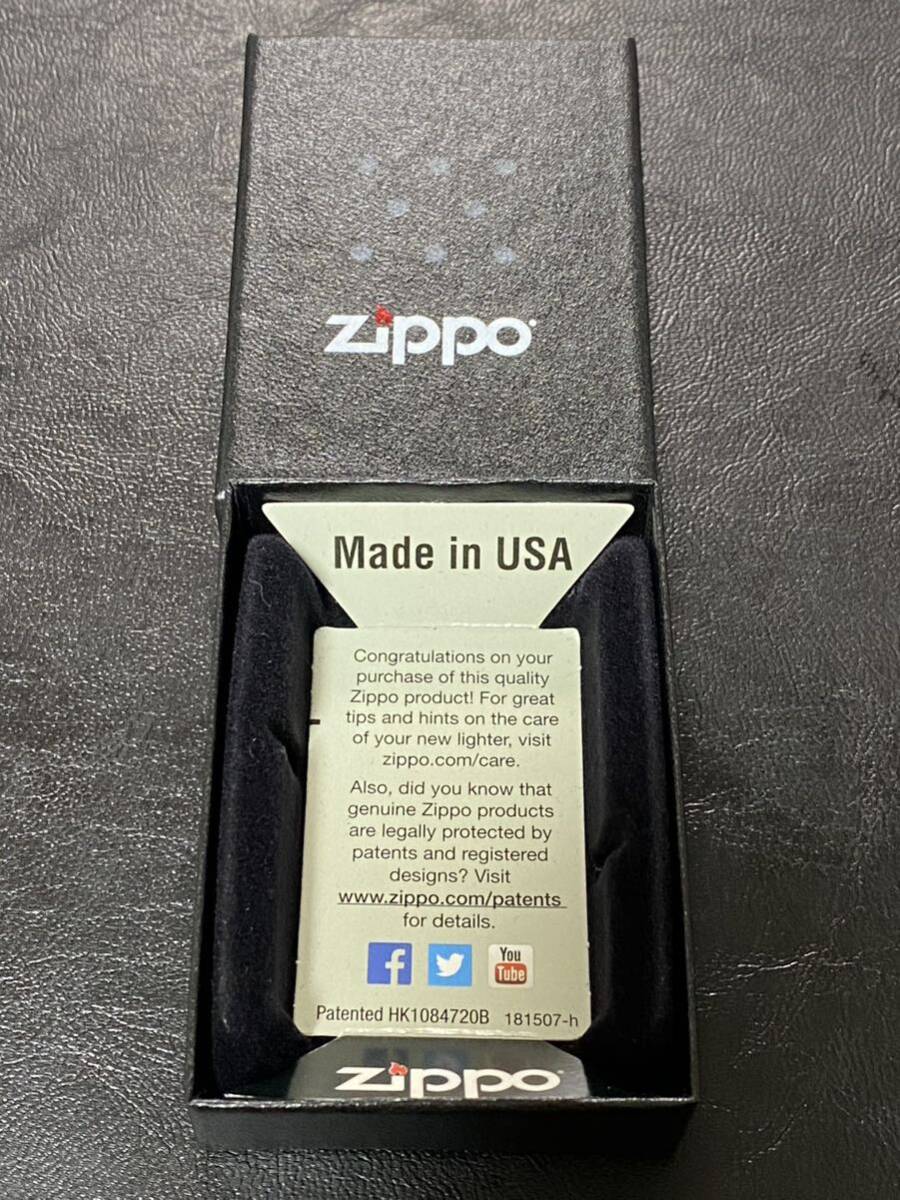 Zippo
Made in USA
Congratulations on your
purchase of this quality
Zippo product! For great
tips and hints on the care
of your new lighter, visit
zippo.com/care.
Also, did you know that
genuine Zippo products
are legally protected by
patents and registered
designs? Visit
www.zippo.com/patents
for details.
f
You
Tube
Patented HK1084720B 181507-h
Zippo